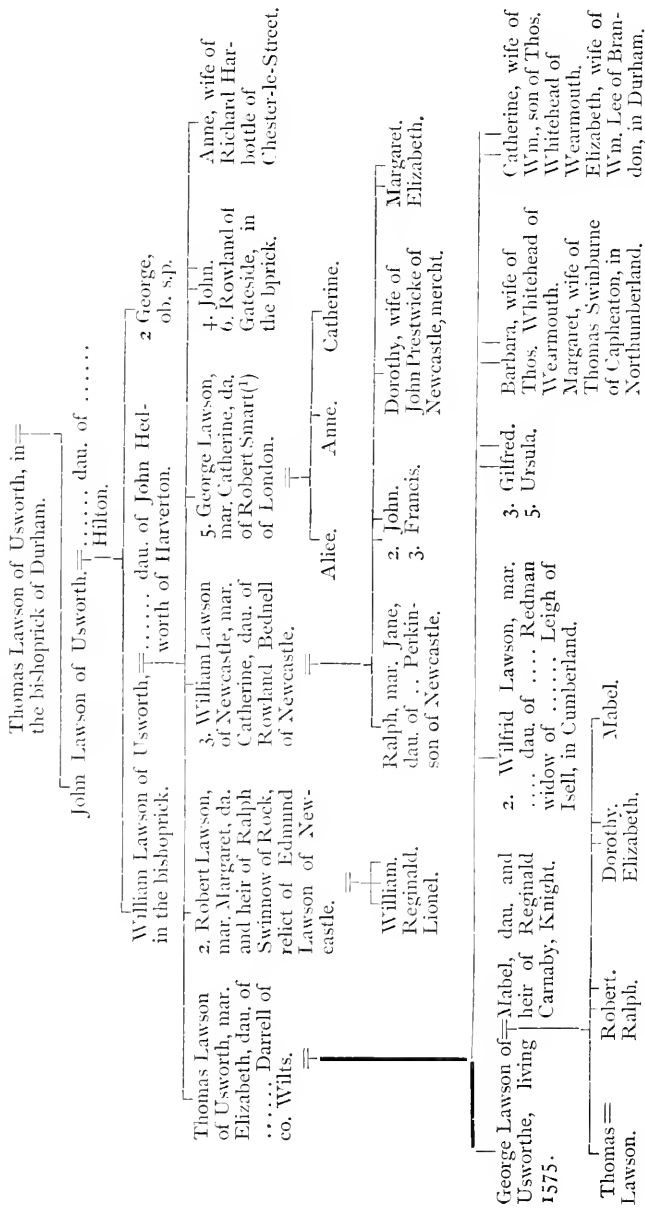 Thomas Lawson of Usworth, in
the bishoprick of Durham.
John Lawson of Usworth. ...... dau. of ......
Hilton.
William Lawson of Usworth, ...... dau. of John Hed-
in the bishoprick. worth of Harverton.
2 George,
ob. s.p.
Thomas Lawson
of Usworth, mar.
Elizabeth, dau. of
...... Darrell of
co. Wilts.
2. Robert Lawson,
mar. Margaret, da.
and heir of Ralph
Swinnow of Rock,
relict of Edmund
Lawson of New-
castle.
3. William Lawson
of Newcastle, mar.
Catherine, dau. of
Rowland Bednell
of Newcastle.
5. George Lawson,
mar. Catherine, da.
of Robert Smart(1)
of London.
4. John.
6. Rowland of
Gateside, in
the bprick.
Anne, wife of
Richard Har-
bottle of
Chester-le-Street.
William.
Reginald.
Lionel.
Alice. Anne. Catherine.
Ralph, mar. Jane,
dau. of .. Perkin-
son of Newcastle.
2. John.
3. Francis.
Dorothy, wife of
John Prestwicke of
Newcastle, mercht.
Margaret.
Elizabeth.
George Lawson of Mabel, dau. and
Usworthe, living heir of Reginald
1575. Carnaby, Knight.
2. Wilfrid Lawson, mar.
.... dau. of .... Redman
widow of ...... Leigh of
Isell, in Cumberland.
3. Gilfred.
5. Ursula.
Barbara, wife of
Thos. Whitehead of
Wearmouth.
Margaret, wife of
Thomas Swinburne
of Capheaton, in
Northumberland.
Catherine, wife of
Wm., son of Thos.
Whitehead of
Wearmouth.
Elizabeth, wife of
Wm. Lee of Bran-
don, in Durham.
Thomas
Lawson.
Robert.
Ralph.
Dorothy.
Elizabeth.
Mabel.